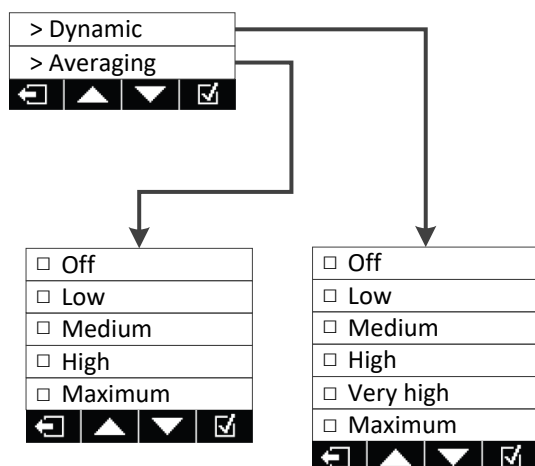 > Dynamic
> Averaging
□ Off
□ Low
□ Medium
□ High
□ Maximum
□ Off
□ Low
□ Medium
□ High
□ Very high
□ Maximum